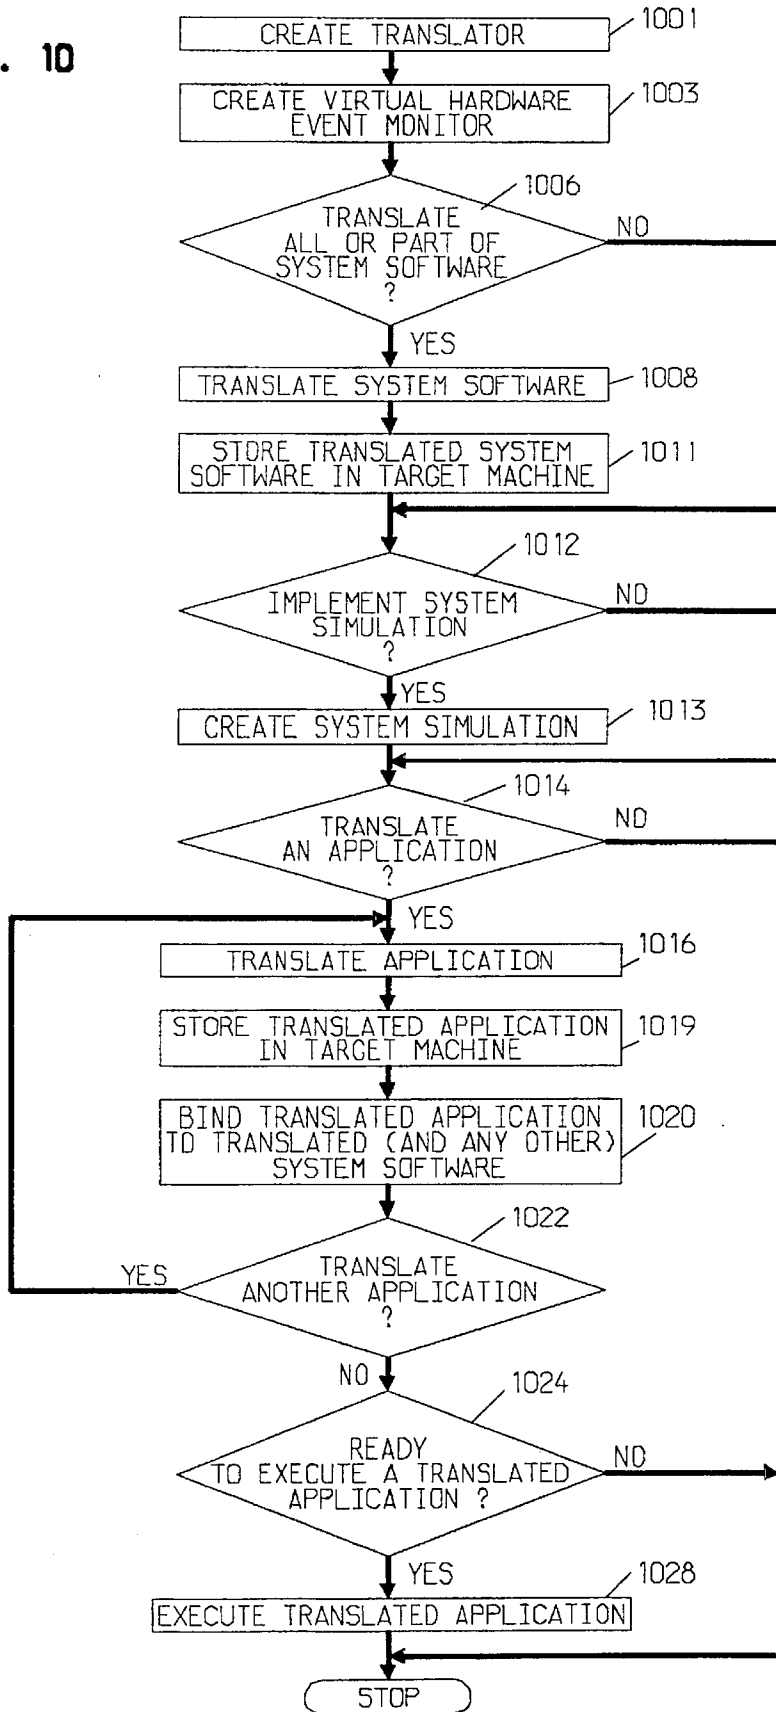 . 10
CREATE TRANSLATOR
1001
CREATE VIRTUAL HARDWARE
EVENT MONITOR
1003
1006
TRANSLATE
ALL OR PART OF
SYSTEM SOFTWARE
?
NO
YES
TRANSLATE SYSTEM SOFTWARE
1008
STORE TRANSLATED SYSTEM
SOFTWARE IN TARGET MACHINE
1011
1012
IMPLEMENT SYSTEM
SIMULATION
?
NO
YES
CREATE SYSTEM SIMULATION
1013
1014
TRANSLATE
AN APPLICATION
?
NO
YES
TRANSLATE APPLICATION
1016
STORE TRANSLATED APPLICATION
IN TARGET MACHINE
1019
BIND TRANSLATED APPLICATION
TO TRANSLATED (AND ANY OTHER)
SYSTEM SOFTWARE
1020
1022
TRANSLATE
ANOTHER APPLICATION
?
YES
NO
1024
READY
TO EXECUTE A TRANSLATED
APPLICATION ?
NO
YES
1028
EXECUTE TRANSLATED APPLICATION
STOP